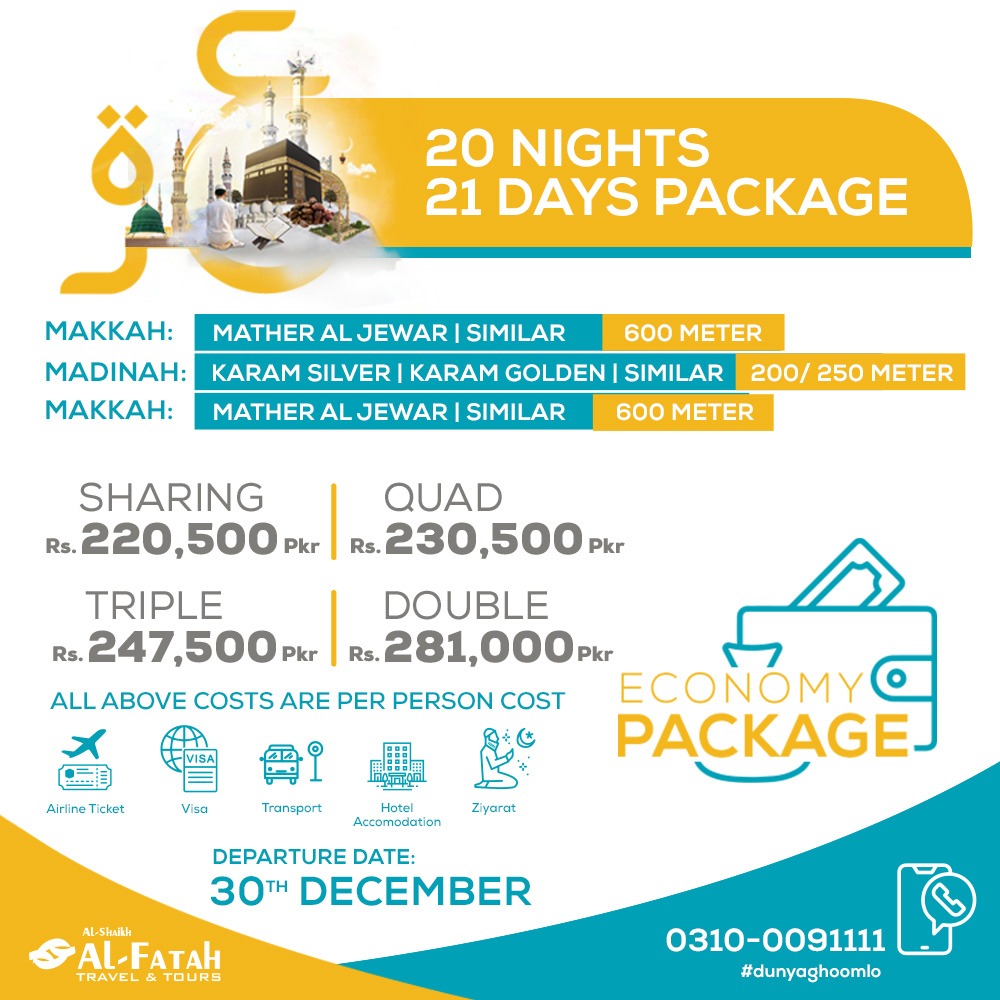 عمرة
20 NIGHTS
21 DAYS PACKAGE
MAKKAH: MATHER AL JEWAR | SIMILAR 600 METER
MADINAH: KARAM SILVER | KARAM GOLDEN | SIMILAR 200/ 250 METER
MAKKAH: MATHER AL JEWAR | SIMILAR 600 METER
SHARING
Rs. 220,500 Pkr
QUAD
Rs. 230,500 Pkr
TRIPLE
Rs. 247,500 Pkr
DOUBLE
Rs. 281,000 Pkr
ECONOMY
PACKAGE
ALL ABOVE COSTS ARE PER PERSON COST
VISA
Airline Ticket
Visa
Transport
Hotel
Accomodation
Ziyarat
DEPARTURE DATE:
30TH DECEMBER
AL-Shaikh
AL-FATAH
TRAVEL & TOURS
0310-0091111
#dunyaghoomlo